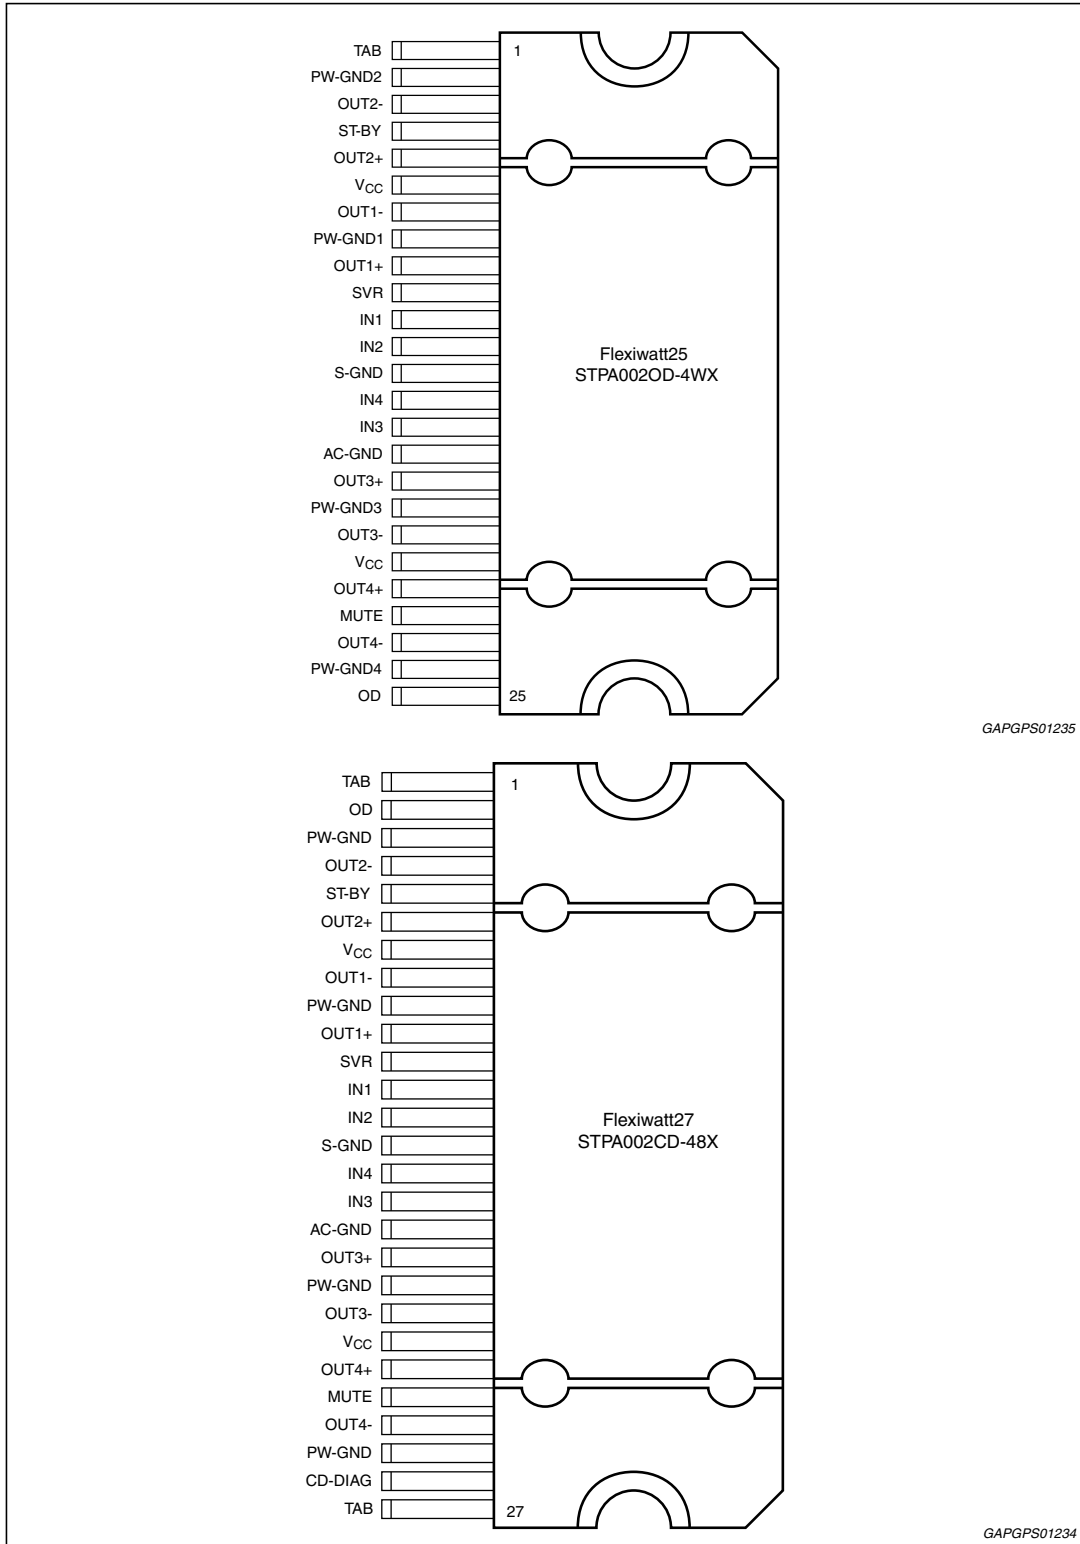 TAB
1
PW-GND2
OUT2-
ST-BY
OUT2+
VCC
OUT1-
PW-GND1
OUT1+
SVR
IN1
IN2
Flexiwatt25
STPA002OD-4WX
S-GND
IN4
IN3
AC-GND
OUT3+
PW-GND3
OUT3-
VCC
OUT4+
MUTE
OUT4-
PW-GND4
OD
25
GAPGPS01235
TAB
1
OD
PW-GND
OUT2-
ST-BY
OUT2+
VCC
OUT1-
PW-GND
OUT1+
SVR
IN1
IN2
Flexiwatt27
STPA002CD-48X
S-GND
IN4
IN3
AC-GND
OUT3+
PW-GND
OUT3-
VCC
OUT4+
MUTE
OUT4-
PW-GND
CD-DIAG
TAB
27
GAPGPS01234